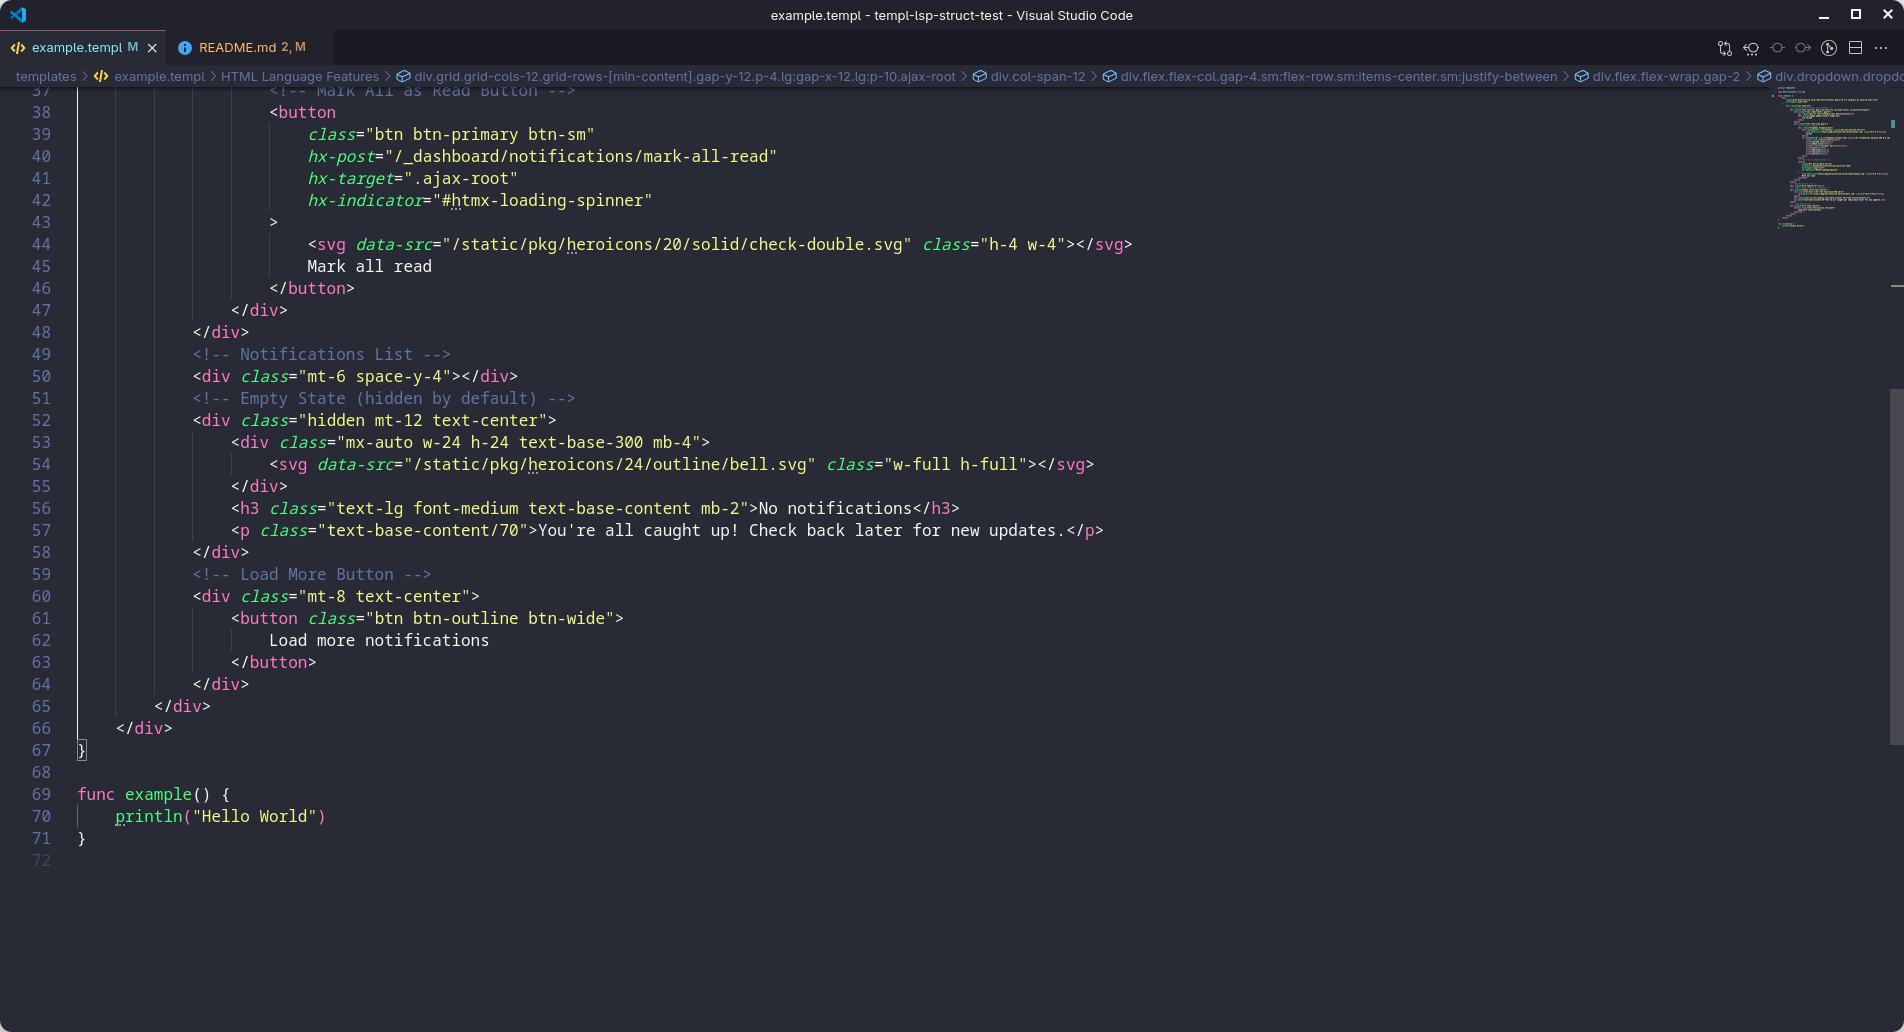 example.templ - templ-lsp-struct-test - Visual Studio Code
example.templ M README.md 2, M
templates > example.templ > HTML Language Features > div.grid.grid-cols-12.grid-rows-[min-content].gap-y-12.p-4.lg:gap-x-12.lg:p-10.ajax-root > div.col-span-12 > div.flex.flex-col.gap-4.sm:flex-row.sm:items-center.sm:justify-between > div.flex.flex-wrap.gap-2 > div.dropdown.dropdo
37 <!-- Mark All as Read Button -->
38 <button
39 class="btn btn-primary btn-sm"
40 hx-post="/_dashboard/notifications/mark-all-read"
41 hx-target=".ajax-root"
42 hx-indicator="#htmx-loading-spinner"
43 >
44 <svg data-src="/static/pkg/heroicons/20/solid/check-double.svg" class="h-4 w-4"></svg>
45 Mark all read
46 </button>
47 </div>
48 </div>
49 <!-- Notifications List -->
50 <div class="mt-6 space-y-4"></div>
51 <!-- Empty State (hidden by default) -->
52 <div class="hidden mt-12 text-center">
53 <div class="mx-auto w-24 h-24 text-base-300 mb-4">
54 <svg data-src="/static/pkg/heroicons/24/outline/bell.svg" class="w-full h-full"></svg>
55 </div>
56 <h3 class="text-lg font-medium text-base-content mb-2">No notifications</h3>
57 <p class="text-base-content/70">You're all caught up! Check back later for new updates.</p>
58 </div>
59 <!-- Load More Button -->
60 <div class="mt-8 text-center">
61 <button class="btn btn-outline btn-wide">
62 Load more notifications
63 </button>
64 </div>
65 </div>
66 </div>
67 }
68
69 func example() {
70 println("Hello World")
71 }
72